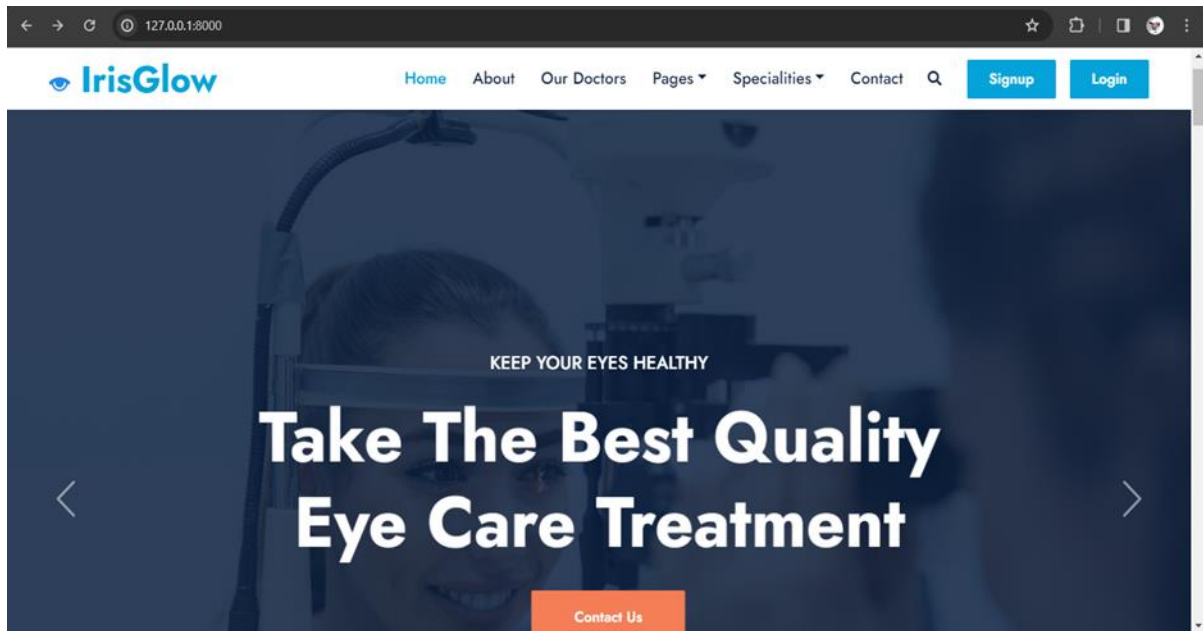 127.0.0.1:8000
IrisGlow
Home About Our Doctors Pages Specialities Contact Signup Login
KEEP YOUR EYES HEALTHY
Take The Best Quality
Eye Care Treatment
Contact Us